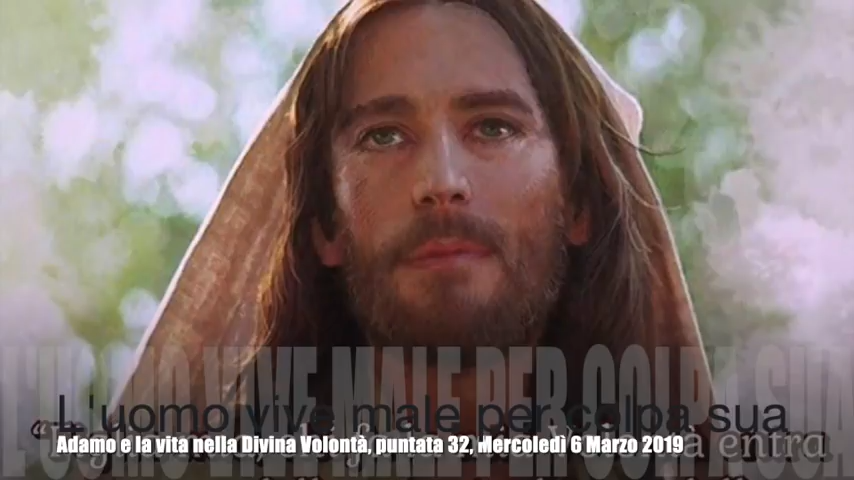 L'UOMO VIVE MALE PER COLPA SUA
L'uomo vive male per colpa sua
Adamo e la vita nella Divina Volontà, puntata 32, Mercoledì 6 Marzo 2019
entra